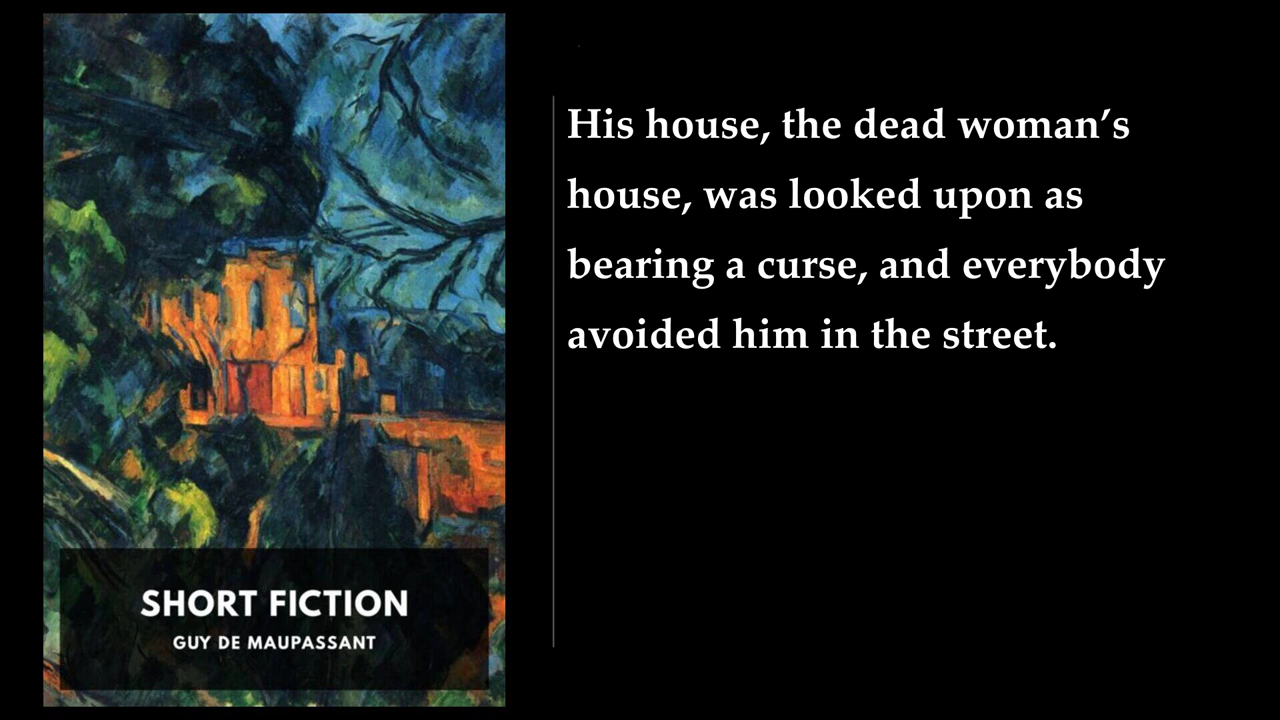 His house, the dead woman’s
house, was looked upon as
bearing a curse, and everybody
avoided him in the street.
SHORT FICTION
GUY DE MAUPASSANT